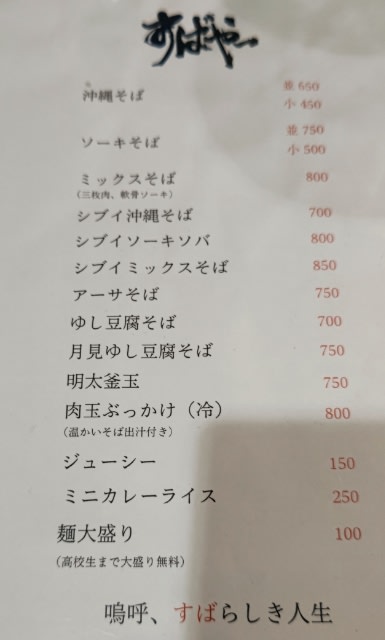 すばやー
沖縄そば 並 650
小 450
ソーキそば 並 750
小 500
ミックスそば 800
(三枚肉、軟骨ソーキ)
シブイ沖縄そば 700
シブイソーキソバ 800
シブイミックスそば 850
アーサそば 750
ゆし豆腐そば 700
月見ゆし豆腐そば 750
明太釜玉 750
肉玉ぶっかけ（冷） 800
(温かいそば出汁付き)
ジューシー 150
ミニカレーライス 250
麺大盛り 100
(高校生まで大盛り無料)
嗚呼、すばらしき人生